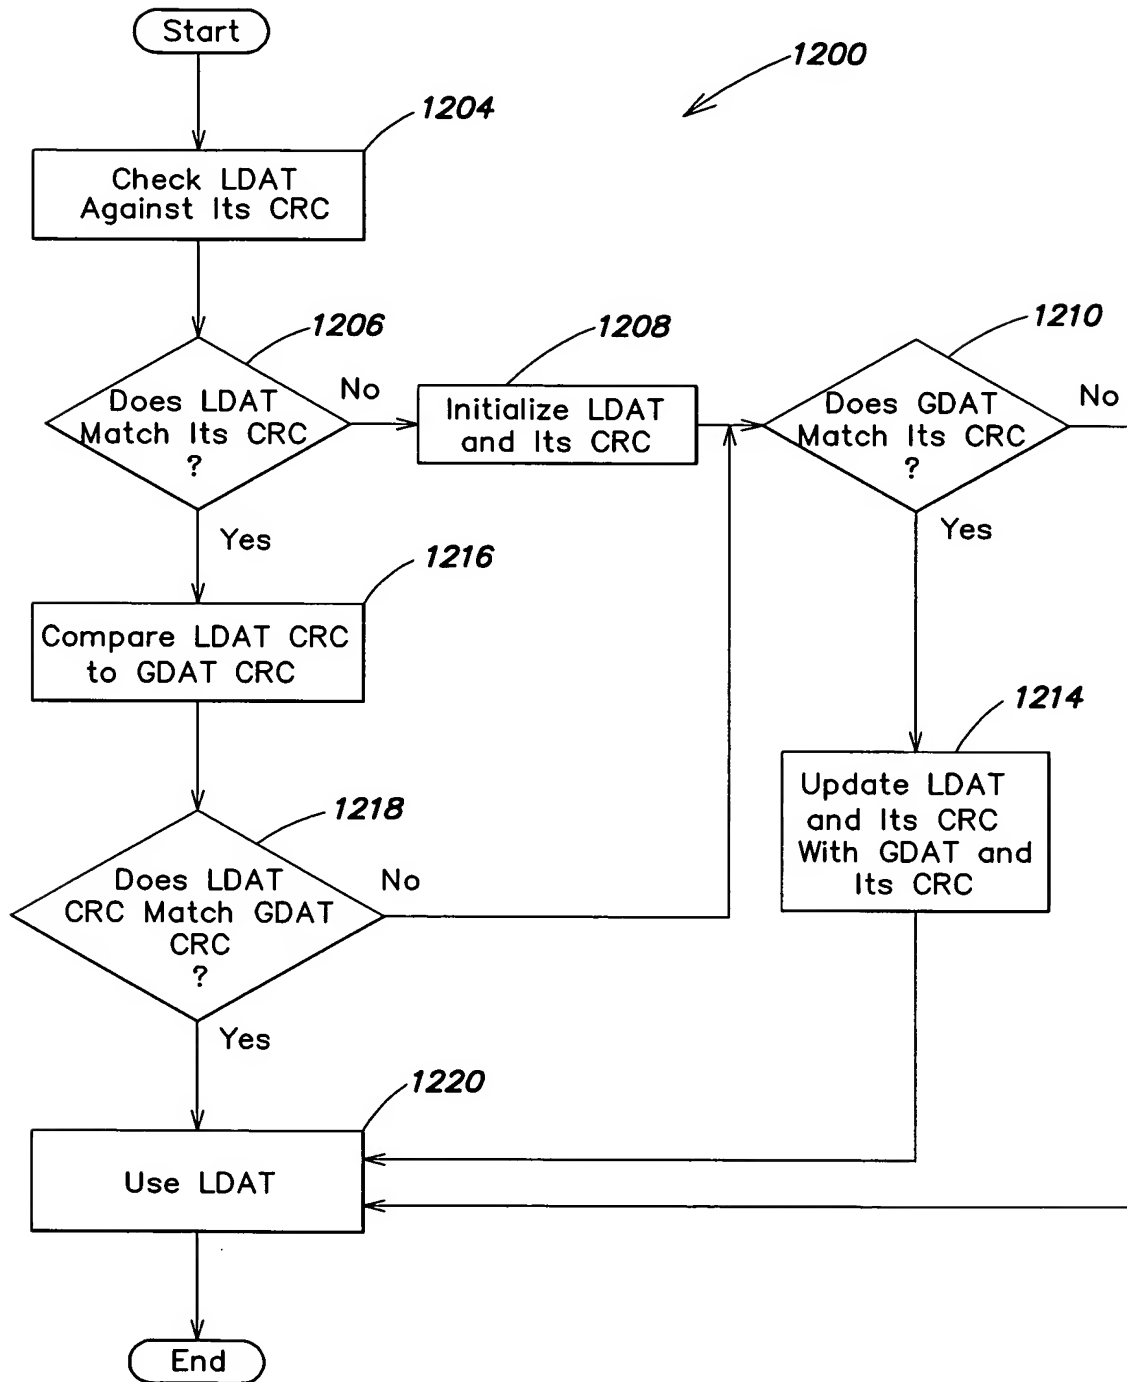 Start
1200
1204
Check LDAT
Against Its CRC
1206
Does LDAT
Match Its CRC
?
No
Yes
1208
Initialize LDAT
and Its CRC
1210
Does GDAT
Match Its CRC
?
No
Yes
1216
Compare LDAT CRC
to GDAT CRC
1214
Update LDAT
and Its CRC
With GDAT and
Its CRC
1218
Does LDAT
CRC Match GDAT
CRC
?
No
Yes
1220
Use LDAT
End